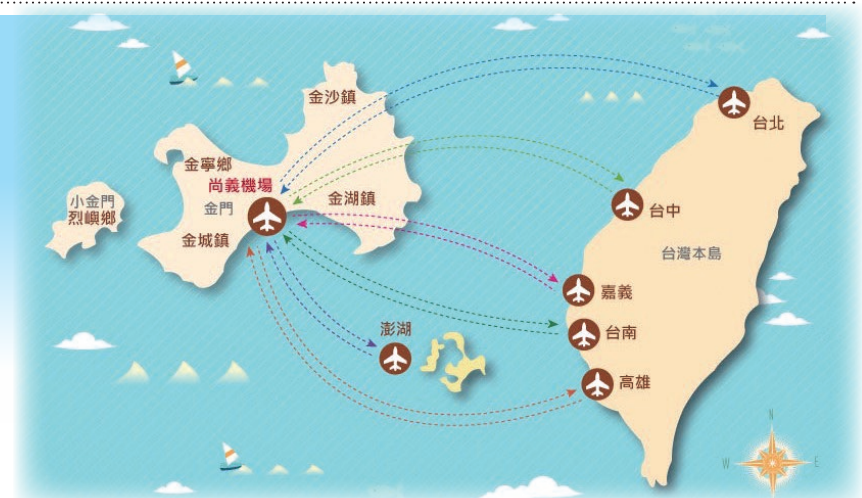 金沙鎮
金寧鄉
尚義機場
金門
金湖鎮
金城鎮
小金門
烈嶼鄉
台北
台中
台灣本島
嘉義
台南
澎湖
高雄
N
W
E